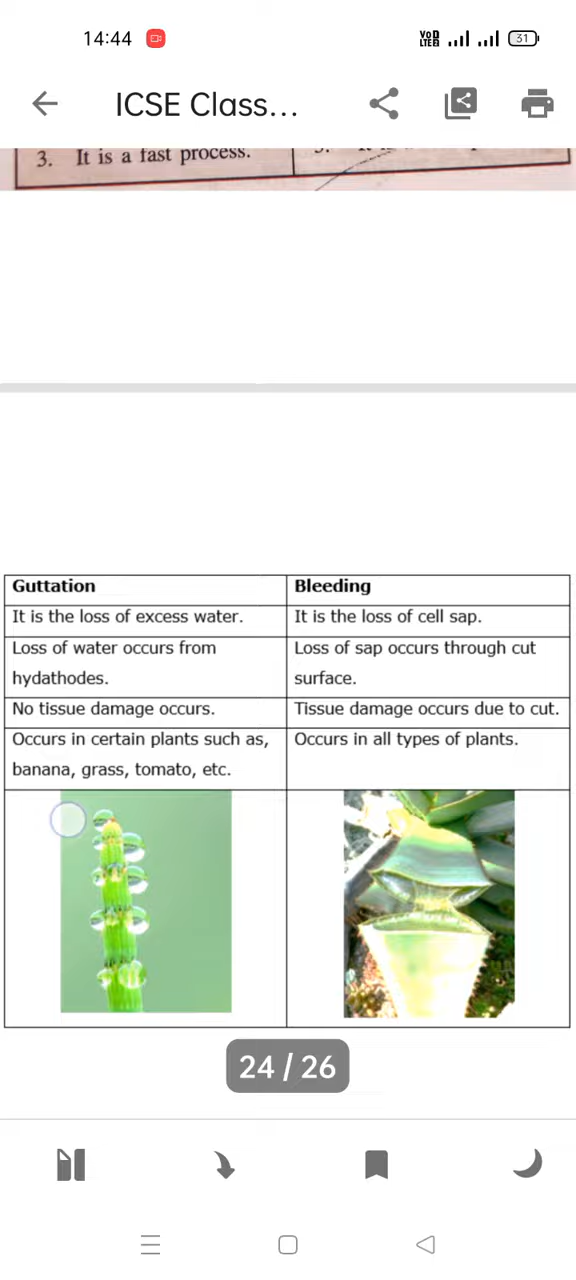 14:44 VoD LTE2 31
ICSE Class...
3. It is a fast process.
Guttation Bleeding
It is the loss of excess water. It is the loss of cell sap.
Loss of water occurs from Loss of sap occurs through cut
hydathodes. surface.
No tissue damage occurs. Tissue damage occurs due to cut.
Occurs in certain plants such as, Occurs in all types of plants.
banana, grass, tomato, etc.
24 / 26